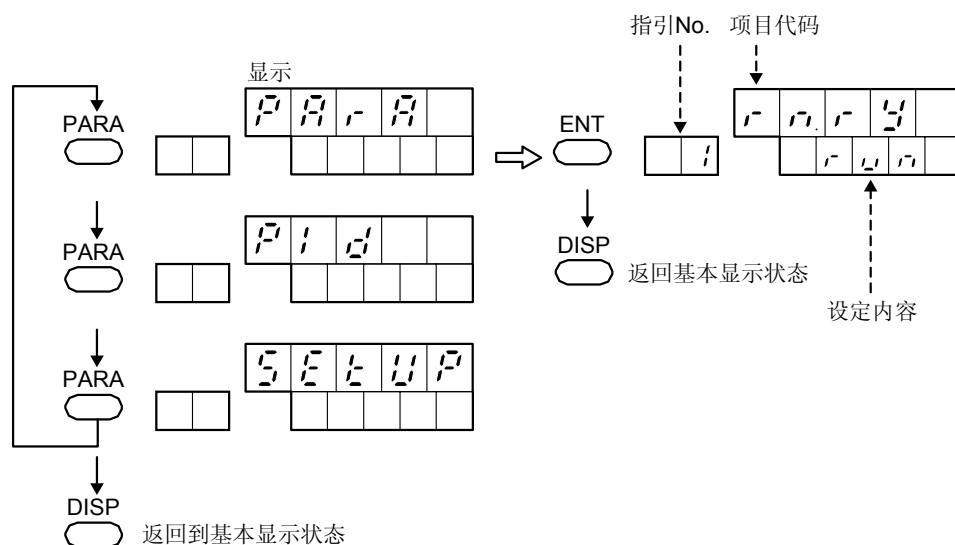 指引No. 项目代码
显示
PARA
PArA
ENT
1
rn.rY
run
PARA
PId
DISP
返回基本显示状态
设定内容
PARA
SEtUP
DISP
返回到基本显示状态